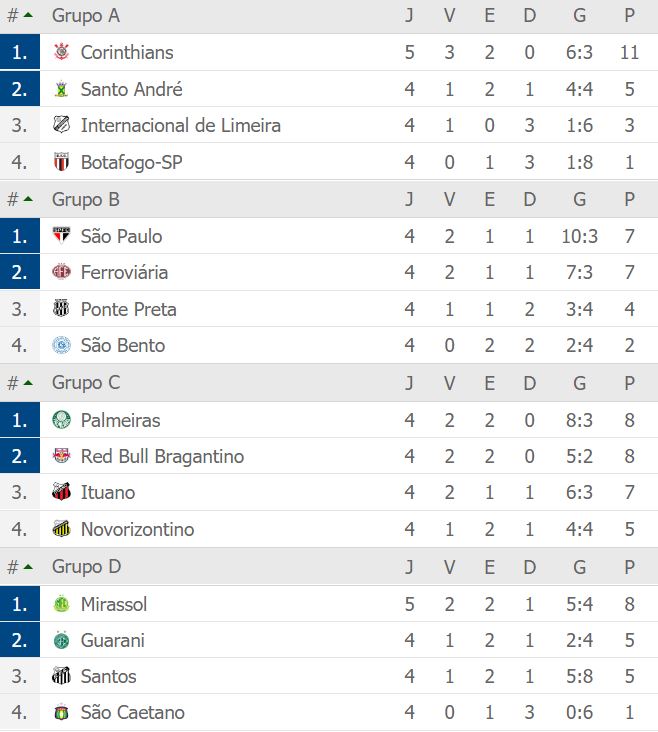 # Grupo A J V E D G P
1. Corinthians 5 3 2 0 6:3 11
2. Santo André 4 1 2 1 4:4 5
3. Internacional de Limeira 4 1 0 3 1:6 3
4. Botafogo-SP 4 0 1 3 1:8 1
# Grupo B J V E D G P
1. São Paulo 4 2 1 1 10:3 7
2. Ferroviária 4 2 1 1 7:3 7
3. Ponte Preta 4 1 1 2 3:4 4
4. São Bento 4 0 2 2 2:4 2
# Grupo C J V E D G P
1. Palmeiras 4 2 2 0 8:3 8
2. Red Bull Bragantino 4 2 2 0 5:2 8
3. Ituano 4 2 1 1 6:3 7
4. Novorizontino 4 1 2 1 4:4 5
# Grupo D J V E D G P
1. Mirassol 5 2 2 1 5:4 8
2. Guarani 4 1 2 1 2:4 5
3. Santos 4 1 2 1 5:8 5
4. São Caetano 4 0 1 3 0:6 1